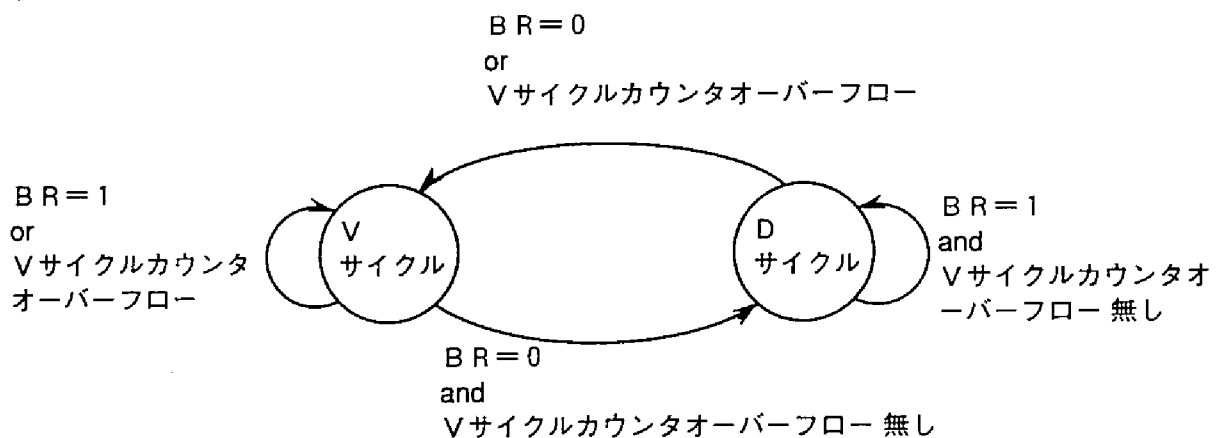 BR=0
or
Vサイクルカウンタオーバーフロー
BR=1
or
Vサイクルカウンタ
オーバーフロー
V
サイクル
D
サイクル
BR=1
and
Vサイクルカウンタオ
ーバーフロー 無し
BR=0
and
Vサイクルカウンタオーバーフロー 無し